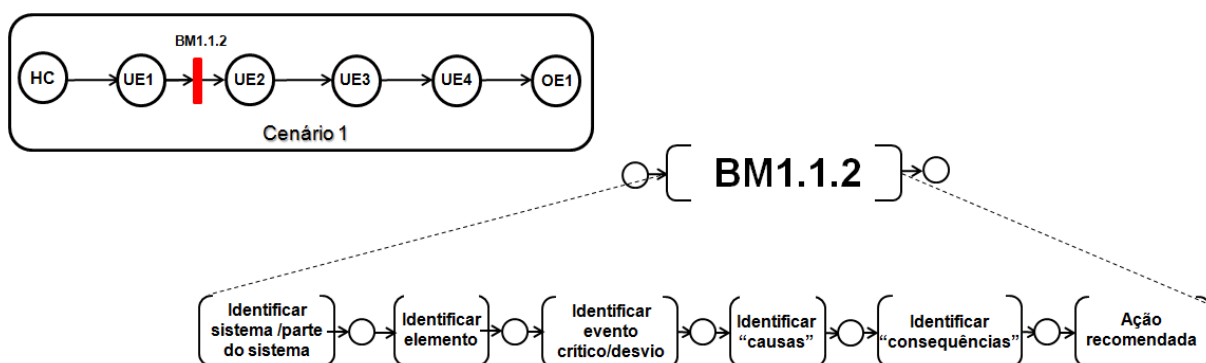 BM1.1.2
HC
UE1
UE2
UE3
UE4
OE1
Cenário 1
BM1.1.2
Identificar
sistema /parte
do sistema
Identificar
elemento
Identificar
evento
crítico/desvio
Identificar
“causas”
Identificar
“consequências”
Ação
recomendada